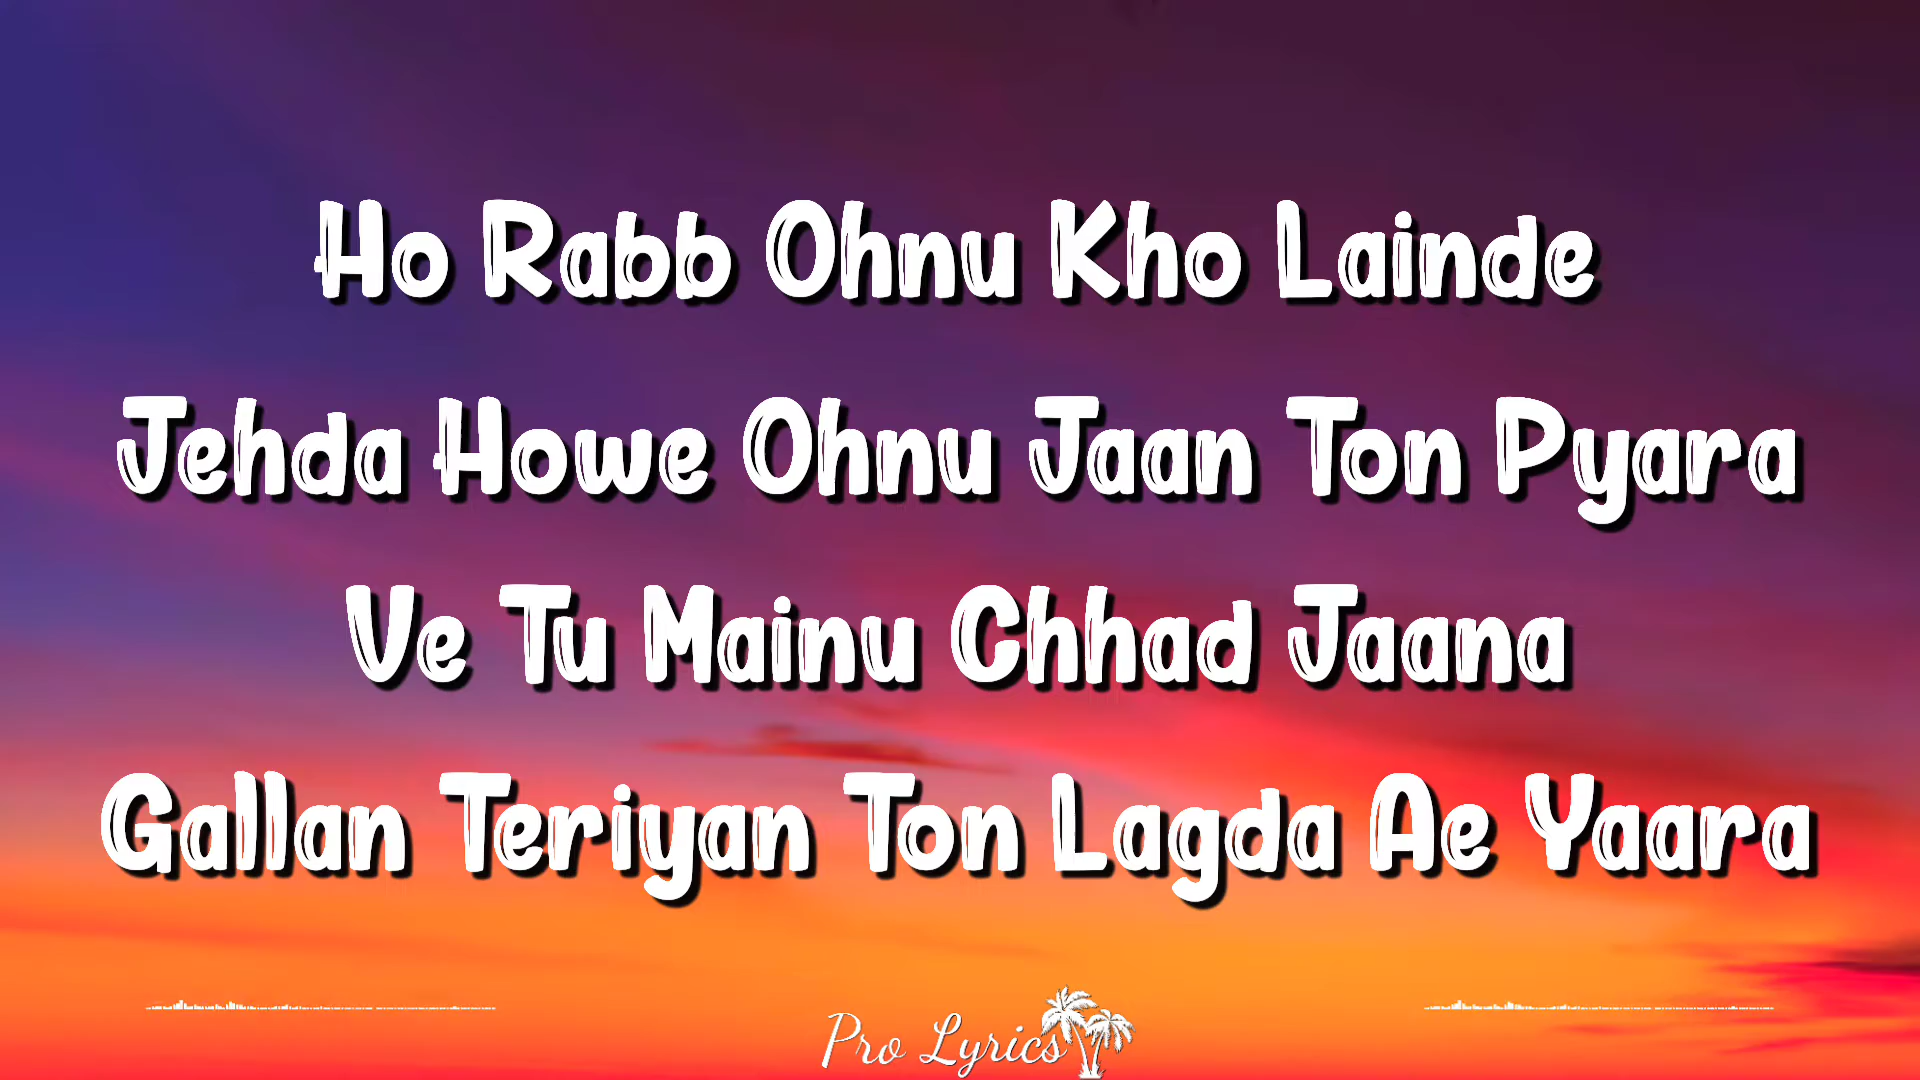 Ho Rabb Ohnu Kho Lainde
Jehda Howe Ohnu Jaan Ton Pyara
Ve Tu Mainu Chhad Jaana
Gallan Teriyan Ton Lagda Ae Yaara
Pro Lyrics